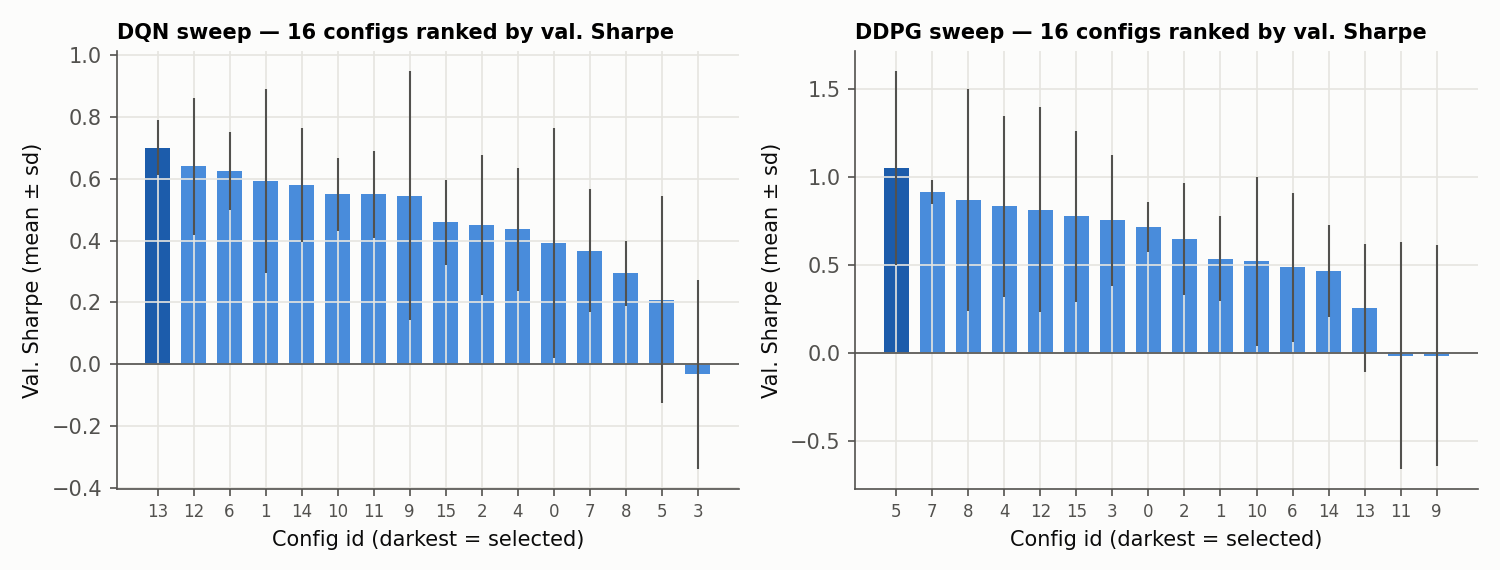 DQN sweep — 16 configs ranked by val. Sharpe
Val. Sharpe (mean ± sd)
1.0
0.8
0.6
0.4
0.2
0.0
−0.2
−0.4
13 12 6 1 14 10 11 9 15 2 4 0 7 8 5 3
Config id (darkest = selected)
DDPG sweep — 16 configs ranked by val. Sharpe
Val. Sharpe (mean ± sd)
1.5
1.0
0.5
0.0
−0.5
5 7 8 4 12 15 3 0 2 1 10 6 14 13 11 9
Config id (darkest = selected)